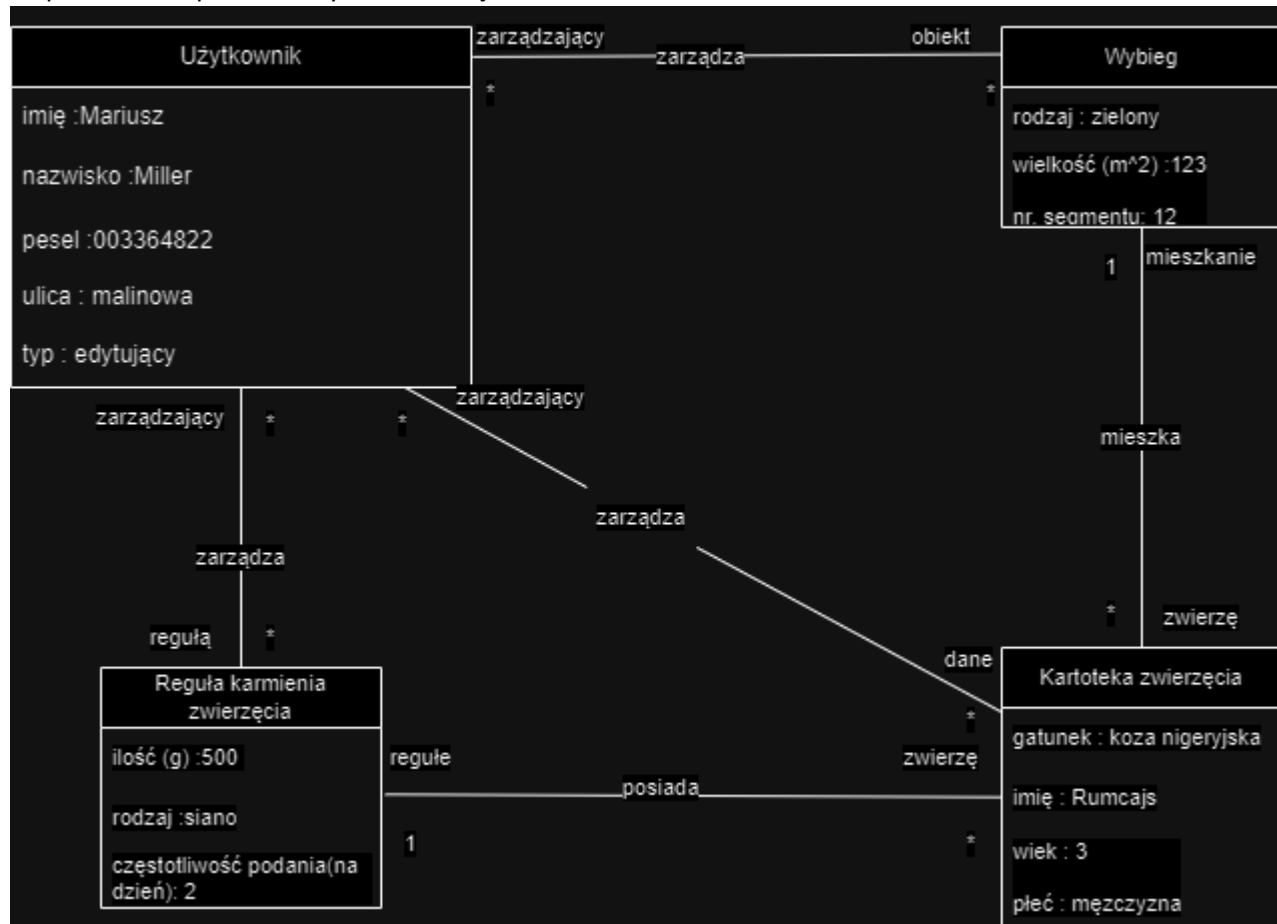 zarządzający
obiekt
zarządza
*
*
Użytkownik
imię :Mariusz
nazwisko :Miller
pesel :003364822
ulica : malinowa
typ : edytujący
Wybieg
rodzaj : zielony
wielkość (m^2) :123
nr. segmentu: 12
1
mieszkanie
mieszka
*
zwierzę
zarządzający
*
zarządza
regułą
*
*
zarządzający
zarządza
dane
*
Reguła karmienia
zwierzęcia
ilość (g) :500
rodzaj :siano
częstotliwość podania(na
dzień): 2
regułe
zwierzę
posiada
1
*
Kartoteka zwierzęcia
gatunek : koza nigeryjska
imię : Rumcajs
wiek : 3
płeć : męzczyzna